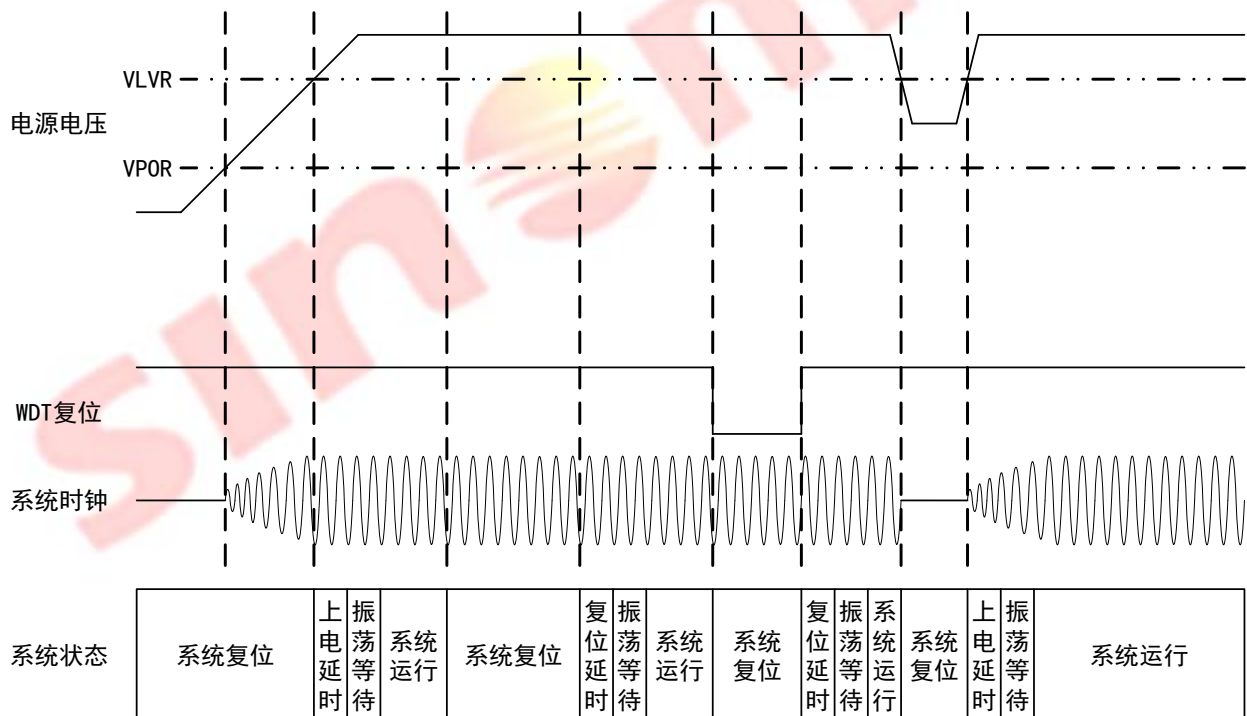 VLVR
电源电压
VPOR
WDT复位
系统时钟
系统状态
系统复位
上电延时
振荡等待
系统运行
系统复位
复位延时
振荡等待
系统运行
系统复位
复位延时
振荡等待
系统运行
系统复位
上电延时
振荡等待
系统运行